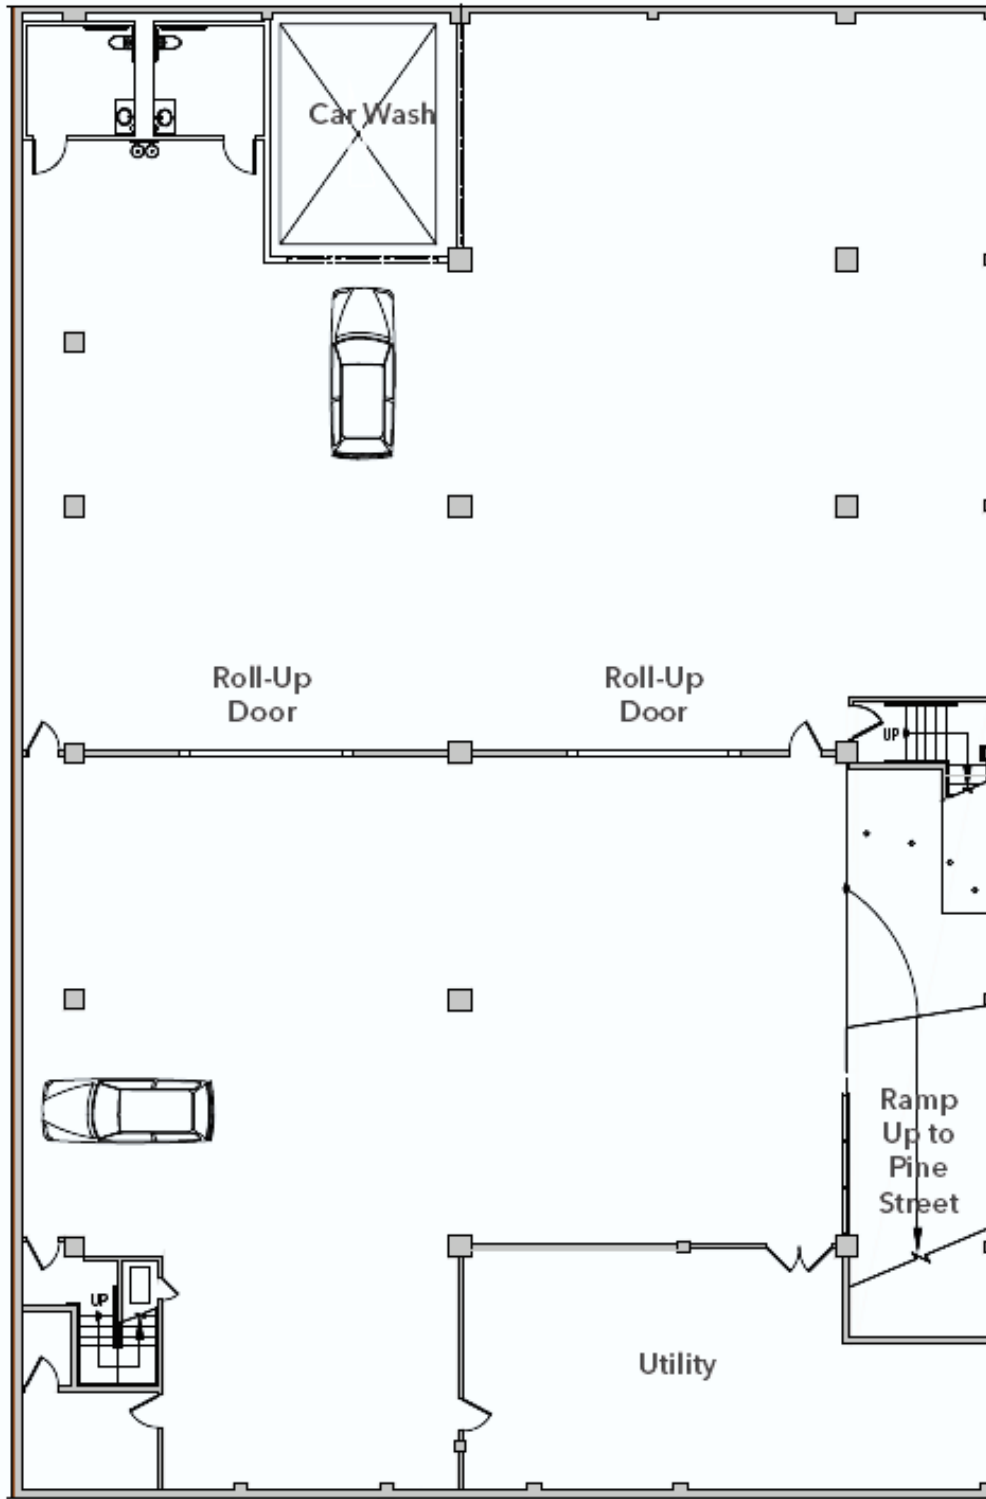 Car Wash
Roll-Up
Door
Roll-Up
Door
UP
Ramp
Up to
Pine
Street
UP
Utility